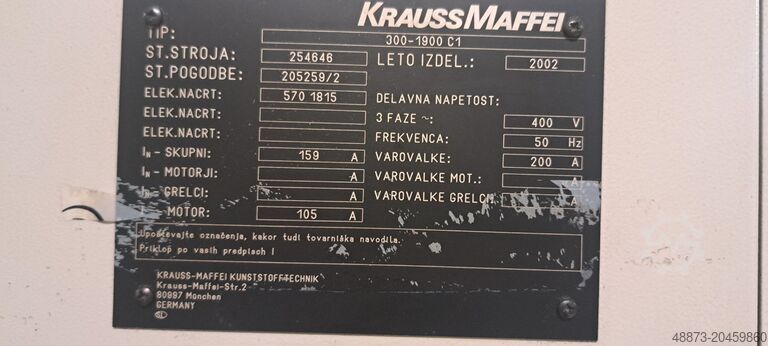 KRAUSSMAFFEI
TIP: 300-1900 C1
ST.STROJA: 254646 LETO IZDEL.: 2002
ST.POGODBE: 205259/2
ELEK.NACRT: 570 1815 DELAVNA NAPETOST:
ELEK.NACRT: 3 FAZE ~: 400 V
ELEK.NACRT: FREKVENCA: 50 Hz
IN - SKUPNI: 159 A VAROVALKE: 200 A
IN - MOTORJI: A VAROVALKE MOT.: A
IN - GRELCI: A VAROVALKE GRELCI: A
MOTOR: 105 A
Upoštevajte označenja, kakor tudi tovarniška navodila.
Priklop po vasih predpisih !
KRAUSS-MAFFEI KUNSTSTOFFTECHNIK
Krauss-Maffei-Str.2
80997 Monchen
GERMANY
SL
48873-20459860